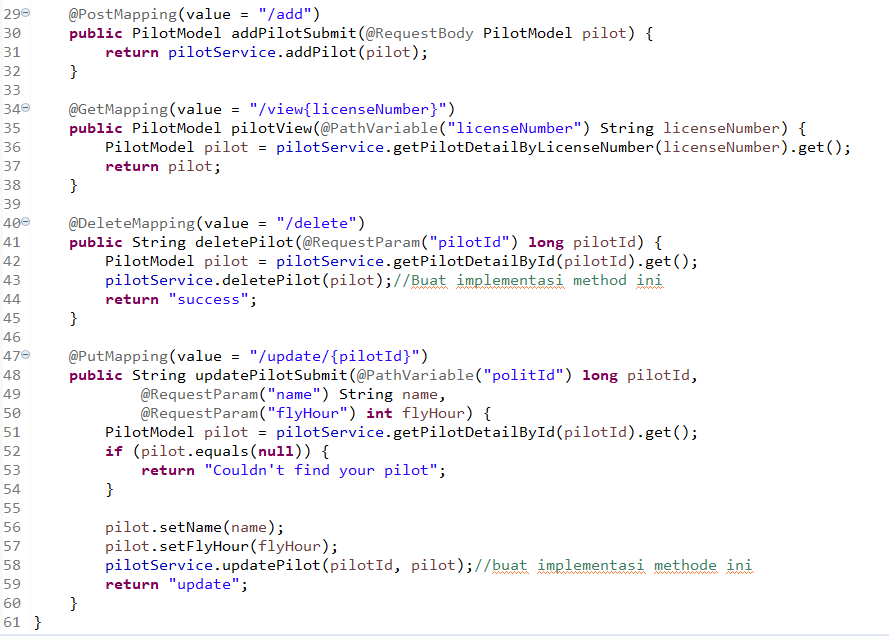 29 @PostMapping(value = "/add")
30 public PilotModel addPilotSubmit(@RequestBody PilotModel pilot) {
31 return pilotService.addPilot(pilot);
32 }
33
34 @GetMapping(value = "/view{licenseNumber}")
35 public PilotModel pilotView(@PathVariable("licenseNumber") String licenseNumber) {
36 PilotModel pilot = pilotService.getPilotDetailByLicenseNumber(licenseNumber).get();
37 return pilot;
38 }
39
40 @DeleteMapping(value = "/delete")
41 public String deletePilot(@RequestParam("pilotId") long pilotId) {
42 PilotModel pilot = pilotService.getPilotDetailById(pilotId).get();
43 pilotService.deletePilot(pilot);//Buat implementasi method ini
44 return "success";
45 }
46
47 @PutMapping(value = "/update/{pilotId}")
48 public String updatePilotSubmit(@PathVariable("politId") long pilotId,
49 @RequestParam("name") String name,
50 @RequestParam("flyHour") int flyHour) {
51 PilotModel pilot = pilotService.getPilotDetailById(pilotId).get();
52 if (pilot.equals(null)) {
53 return "Couldn't find your pilot";
54 }
55
56 pilot.setName(name);
57 pilot.setFlyHour(flyHour);
58 pilotService.updatePilot(pilotId, pilot);//buat implementasi methode ini
59 return "update";
60 }
61 }